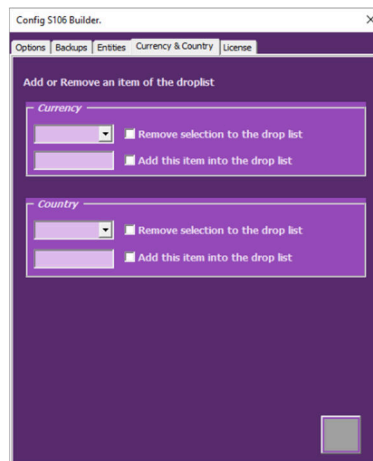 Config S106 Builder.
Options Backups Entities Currency & Country License
Add or Remove an item of the droplist
Currency
Remove selection to the drop list
Add this item into the drop list
Country
Remove selection to the drop list
Add this item into the drop list